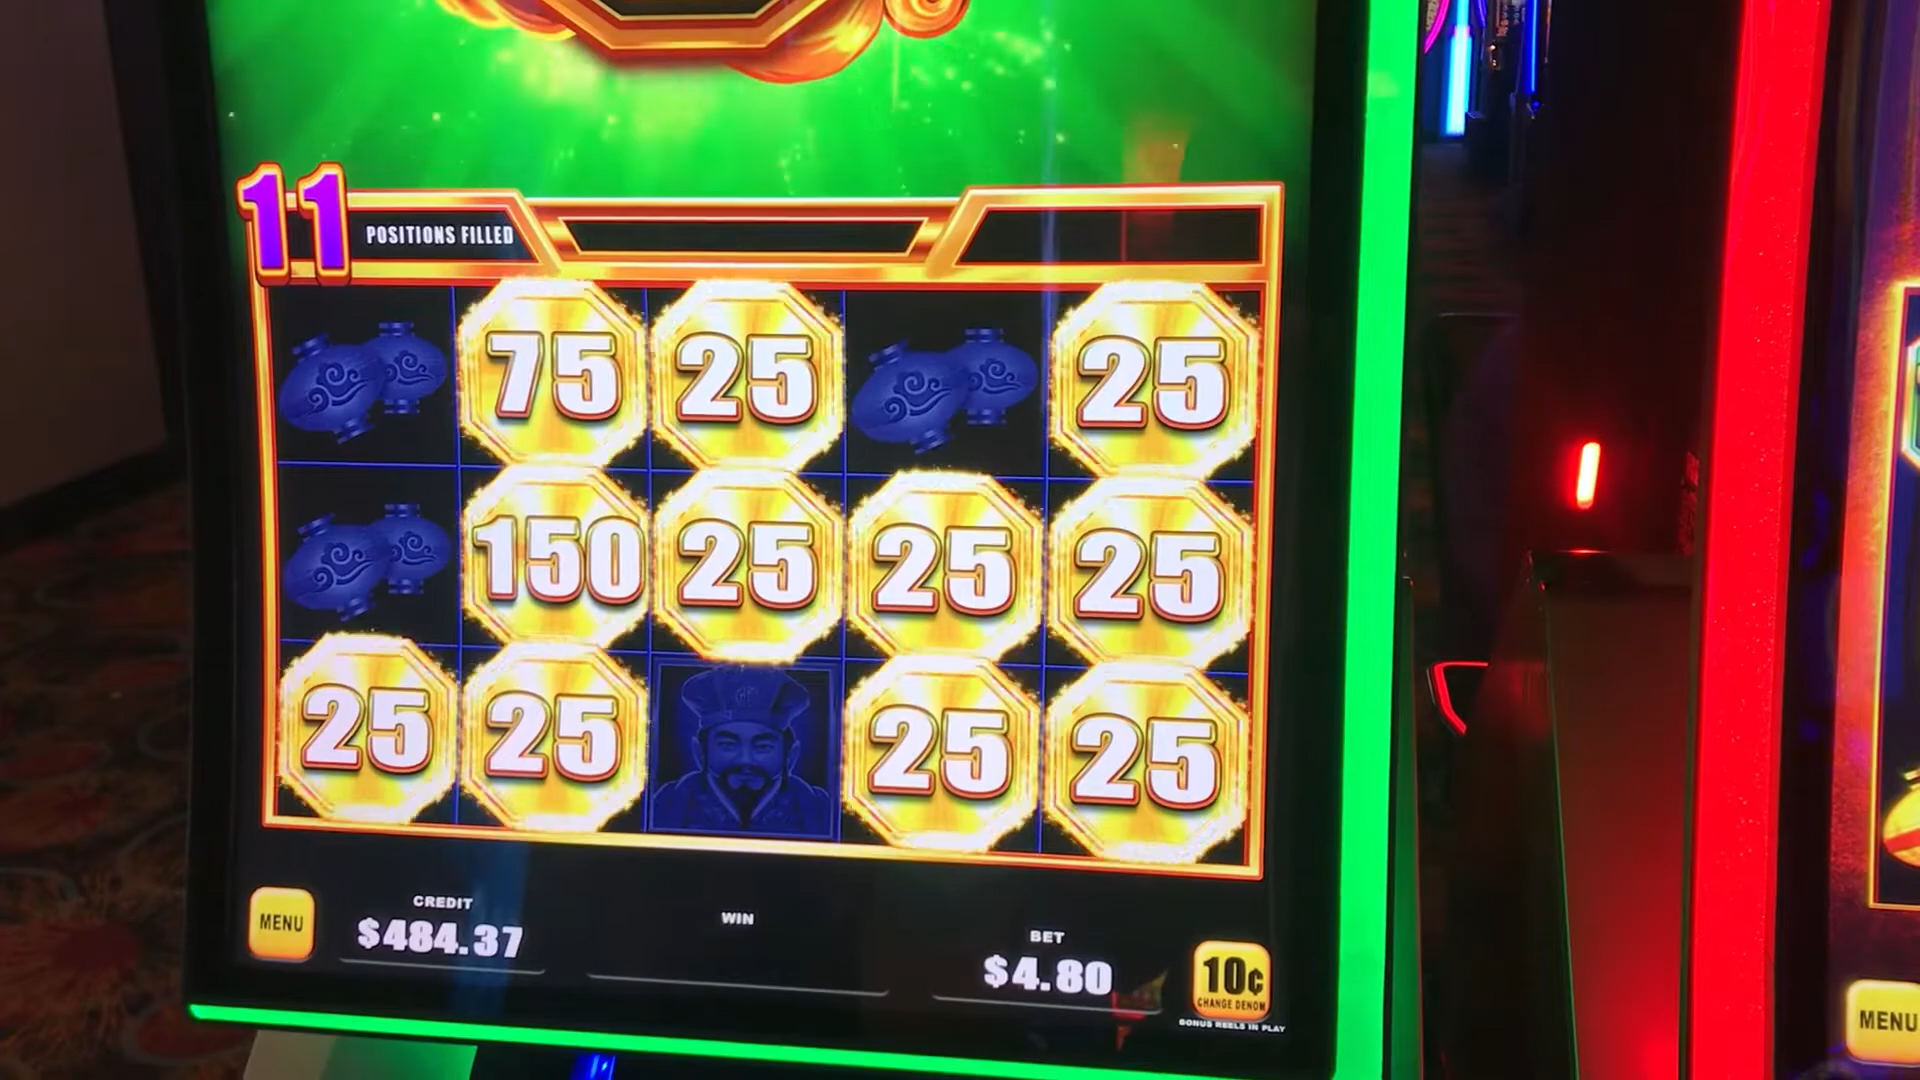 11 POSITIONS FILLED
75 25 25
150 25 25 25
25 25 25 25
MENU
CREDIT
$484.37
WIN
BET
$4.80
10¢
CHANGE DENOM
BONUS REELS IN PLAY
MENU